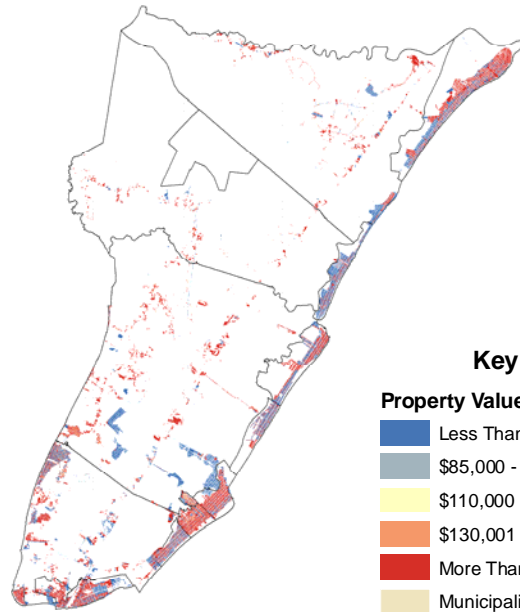 Key
Property Value
Less Than
$85,000 -
$110,000
$130,001
More Than
Municipali